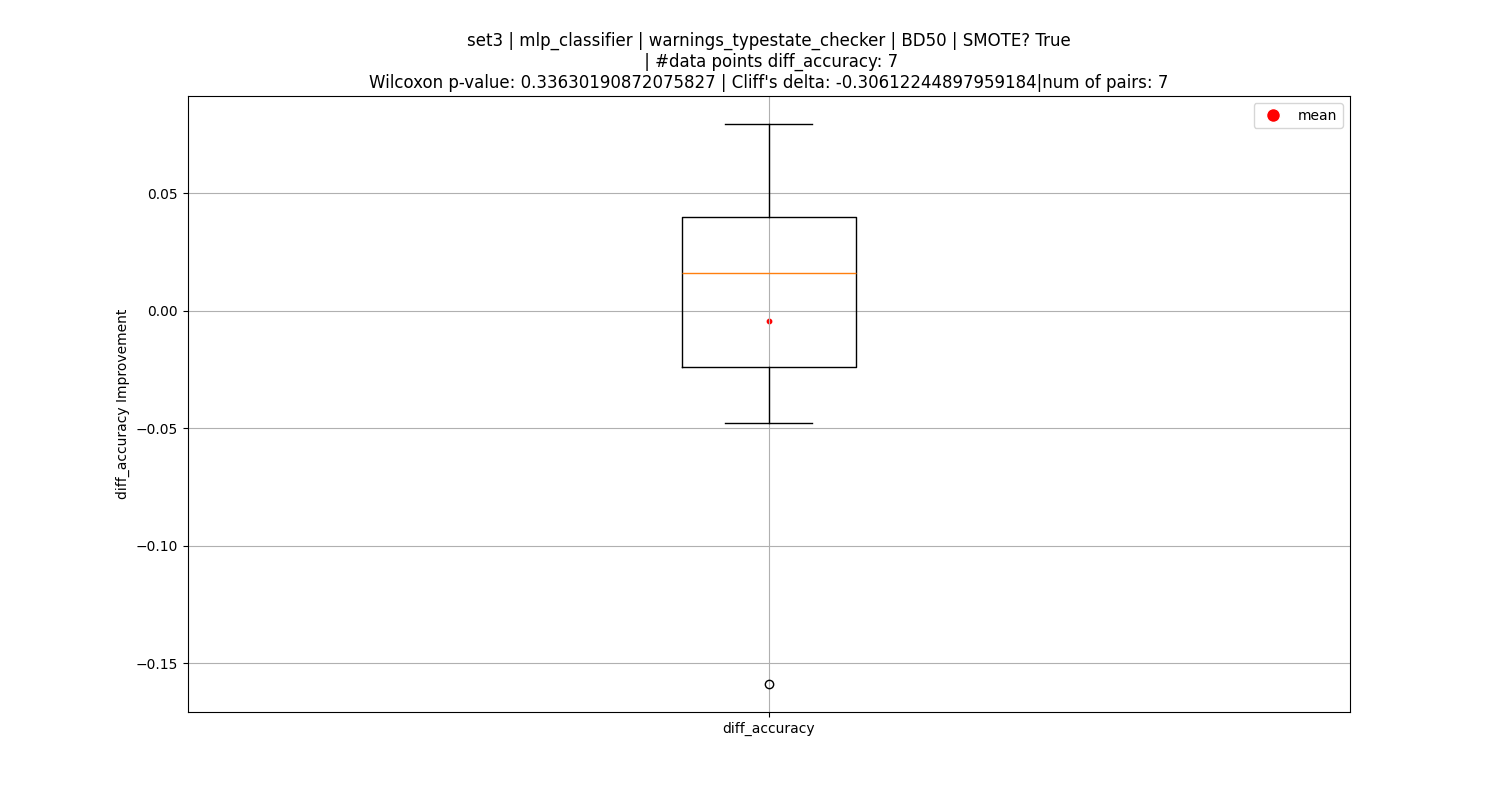 set3 | mlp_classifier | warnings_typestate_checker | BD50 | SMOTE? True
| #data points diff_accuracy: 7
Wilcoxon p-value: 0.33630190872075827 | Cliff's delta: -0.30612244897959184|num of pairs: 7
mean
0.05
0.00
−0.05
−0.10
−0.15
diff_accuracy Improvement
diff_accuracy